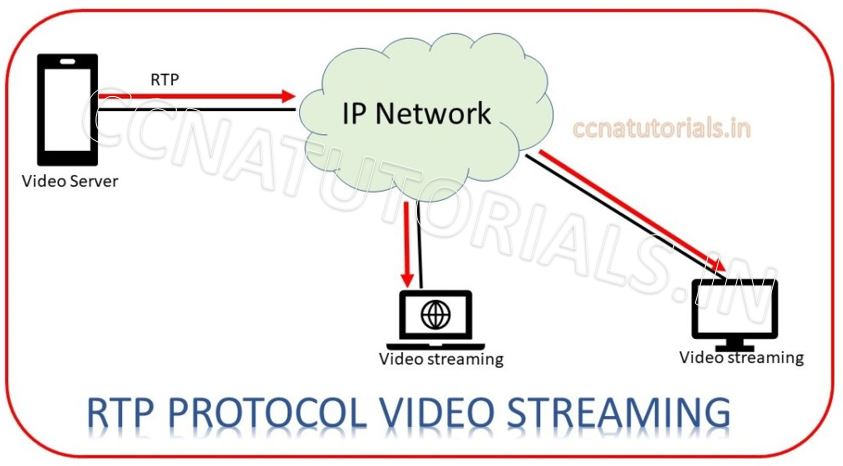 RTP
IP Network
ccnatutorials.in
Video Server
CCNATUTORIALS.IN
Video streaming
Video streaming
RTP PROTOCOL VIDEO STREAMING